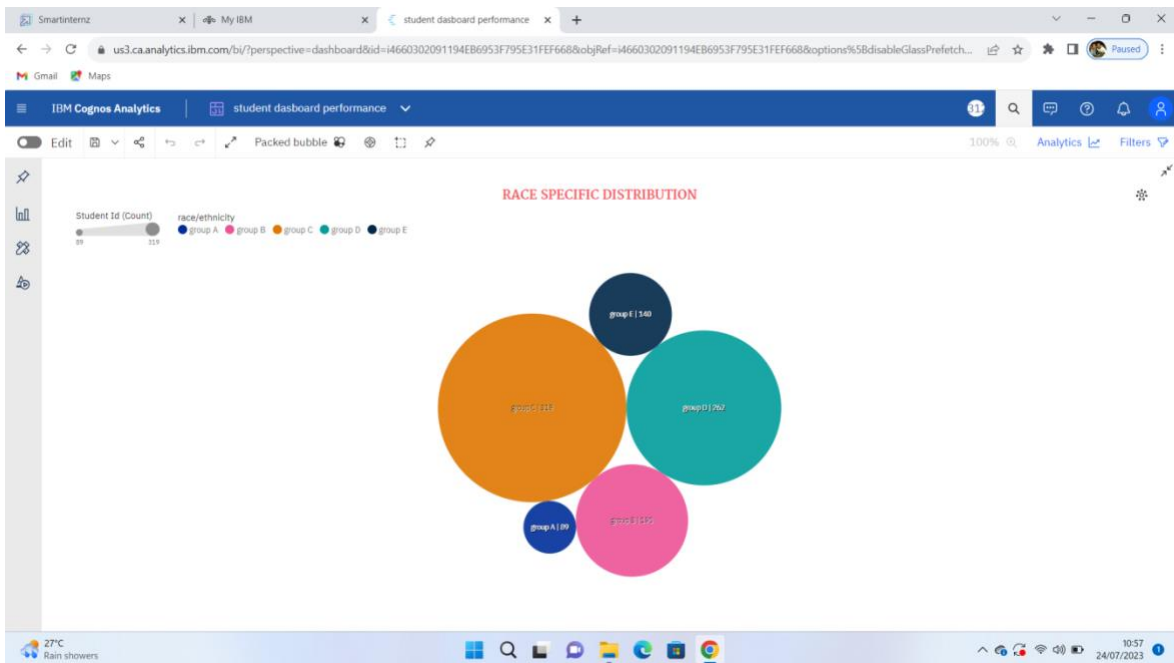 Smartinternz
My IBM
student dasboard performance
us3.ca.analytics.ibm.com/bi/?perspective=dashboard&id=i4660302091194EB6953F795E31FEF668&objRef=i4660302091194EB6953F795E31FEF668&options%5BdisableGlassPrefetch...
Paused
Gmail
Maps
IBM Cognos Analytics
student dasboard performance
Edit
Packed bubble
100%
Analytics
Filters
RACE SPECIFIC DISTRIBUTION
Student Id (Count)
89
319
race/ethnicity
group A group B group C group D group E
group E | 140
group D | 262
group A | 89
27°C
Rain showers
10:57
24/07/2023